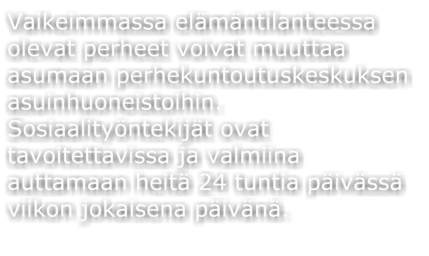 Vaikeimmassa elämäntilanteessa
olevat perheet voivat muuttaa
asumaan perhekuntoutuskeskuksen
asuinhuoneistoihin.
Sosiaalityöntekijät ovat
tavoitettavissa ja valmiina
auttamaan heitä 24 tuntia päivässä
viikon jokaisena päivänä.